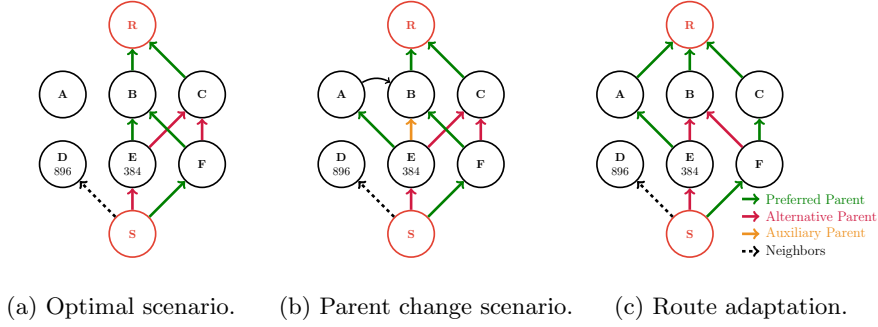 R
A
B
C
D
896
E
384
F
S
R
A
B
C
D
896
E
384
F
S
R
A
B
C
D
896
E
384
F
S
Preferred Parent
Alternative Parent
Auxiliary Parent
Neighbors
(a) Optimal scenario.
(b) Parent change scenario.
(c) Route adaptation.